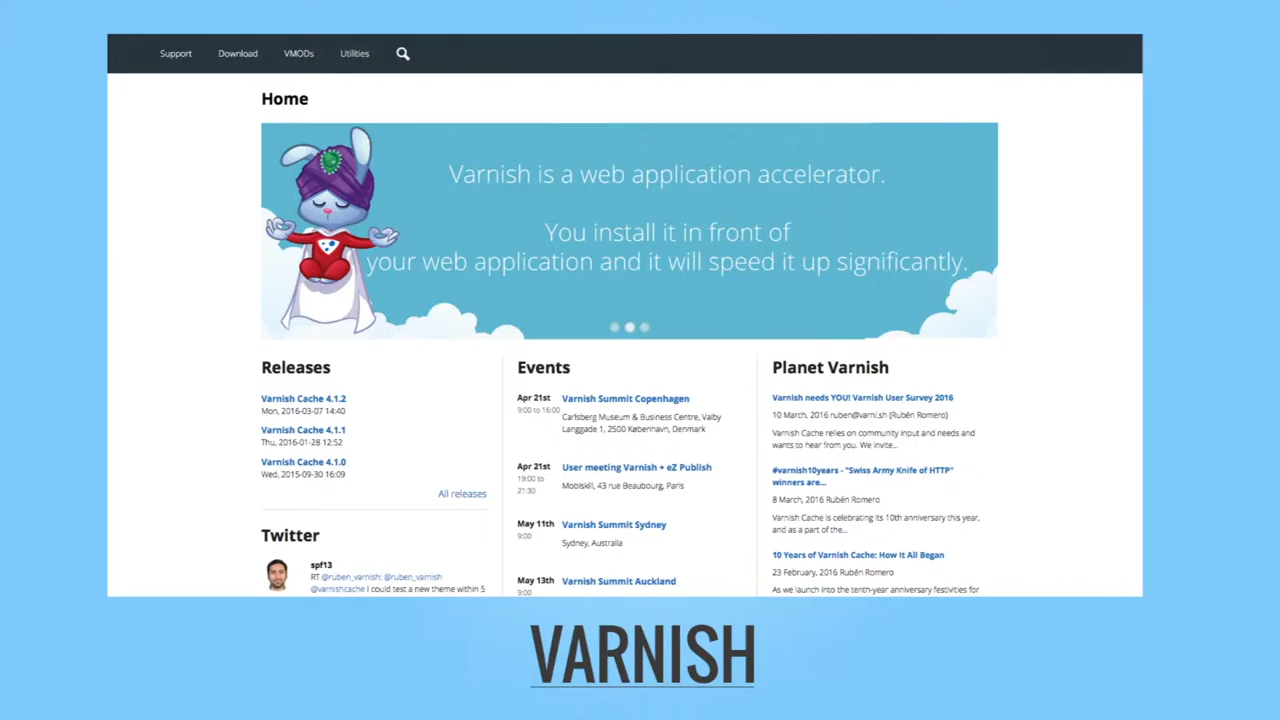 Support Download VMODs Utilities
Home
Varnish is a web application accelerator.
You install it in front of
your web application and it will speed it up significantly.
Releases
Varnish Cache 4.1.2
Mon, 2016-03-07 14:40
Varnish Cache 4.1.1
Thu, 2016-01-28 12:52
Varnish Cache 4.1.0
Wed, 2015-09-30 16:09
All releases
Twitter
spf13
RT @ruben_varnish: @ruben_varnish
@varnishcache I could test a new theme within 5
Events
Apr 21st Varnish Summit Copenhagen
9:00 to 16:00 Carlsberg Museum & Business Centre, Valby
Langgade 1, 2500 København, Denmark
Apr 21st User meeting Varnish + eZ Publish
19:00 to
21:30
Mobiskill, 43 rue Beaubourg, Paris
May 11th Varnish Summit Sydney
9:00
Sydney, Australia
May 13th Varnish Summit Auckland
9:00
Planet Varnish
Varnish needs YOU! Varnish User Survey 2016
10 March, 2016 ruben@varni.sh (Rubén Romero)
Varnish Cache relies on community input and needs and
wants to hear from you. We invite...
#varnish10years - "Swiss Army Knife of HTTP"
winners are...
8 March, 2016 Rubén Romero
Varnish Cache is celebrating its 10th anniversary this year,
and as a part of the...
10 Years of Varnish Cache: How It All Began
23 February, 2016 Rubén Romero
As we launch into the tenth-year anniversary festivities for
VARNISH